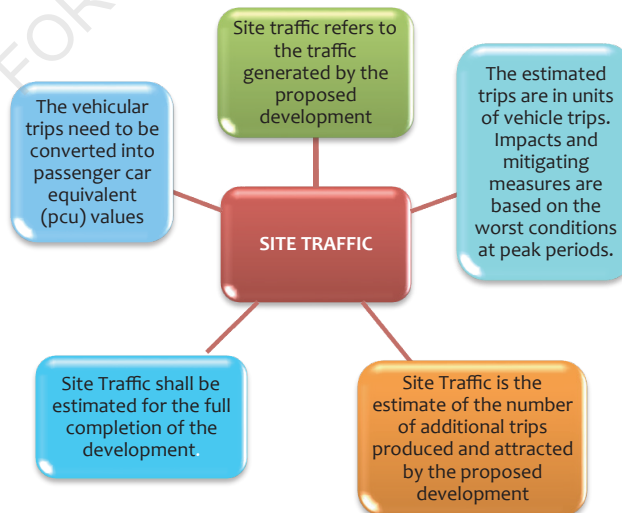 FOR
Site traffic refers to
the traffic
generated by the
proposed
development
The vehicular
trips need to be
converted into
passenger car
equivalent
(pcu) values
The estimated
trips are in units
of vehicle trips.
Impacts and
mitigating
measures are
based on the
worst conditions
at peak periods.
SITE TRAFFIC
Site Traffic shall be
estimated for the full
completion of the
development.
Site Traffic is the
estimate of the number
of additional trips
produced and attracted
by the proposed
development